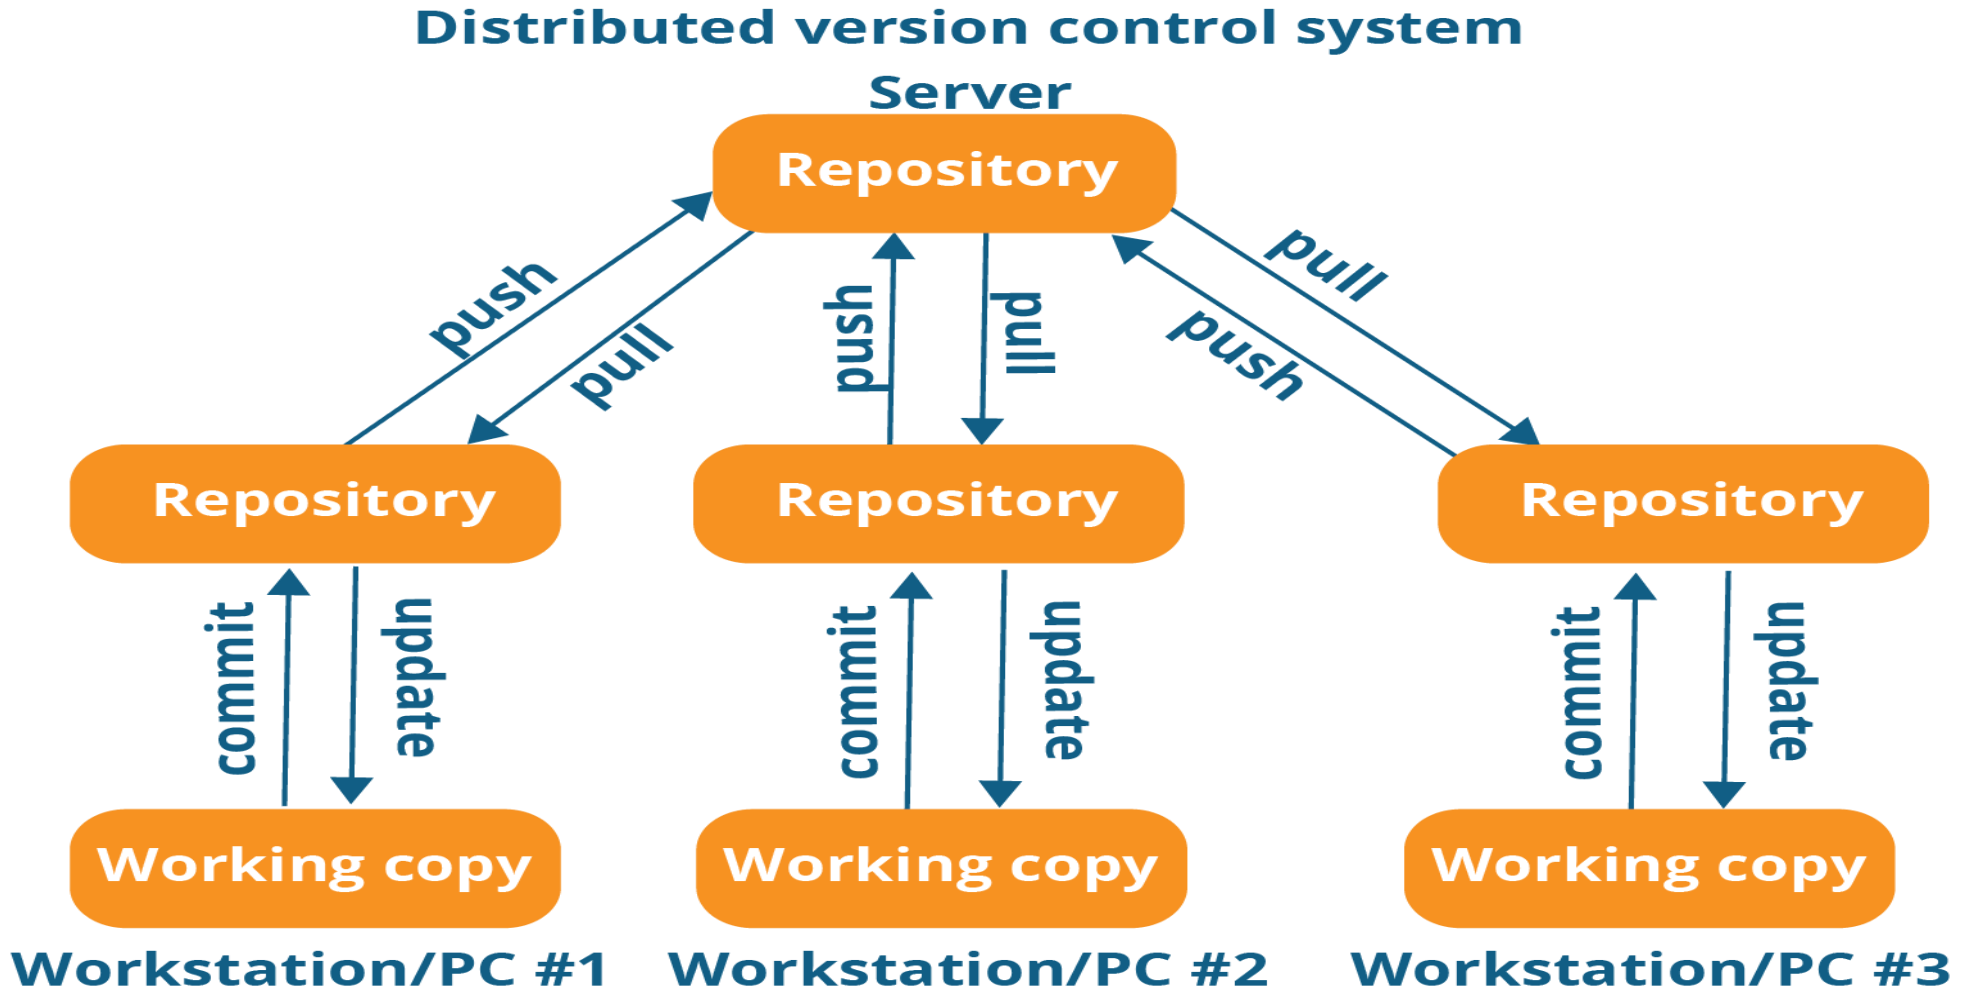 Distributed version control system
Server
Repository
push
pull
push
pull
push
pull
Repository
Repository
Repository
commit
update
commit
update
commit
update
Working copy
Working copy
Working copy
Workstation/PC #1
Workstation/PC #2
Workstation/PC #3